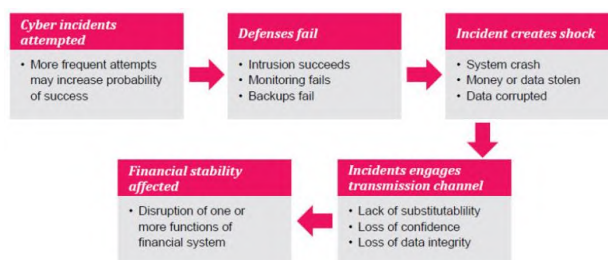 Cyber incidents
attempted
• More frequent attempts
may increase probability
of success
Defenses fail
• Intrusion succeeds
• Monitoring fails
• Backups fail
Incident creates shock
• System crash
• Money or data stolen
• Data corrupted
Incidents engages
transmission channel
• Lack of substitutablility
• Loss of confidence
• Loss of data integrity
Financial stability
affected
• Disruption of one or
more functions of
financial system